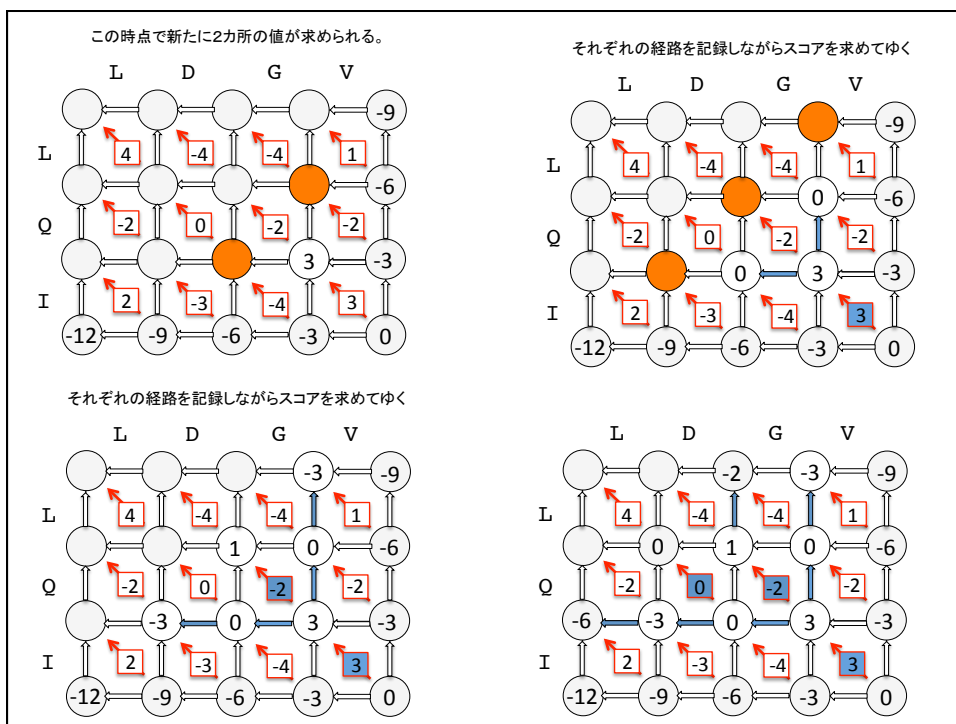 この時点で新たに2カ所の値が求められる。
L D G V
-9
L 4 -4 -4 1
-6
Q -2 0 -2 -2
3 -3
I 2 -3 -4 3
-12 -9 -6 -3 0
それぞれの経路を記録しながらスコアを求めてゆく
L D G V
-9
L 4 -4 -4 1
0 -6
Q -2 0 -2 -2
0 3 -3
I 2 -3 -4 3
-12 -9 -6 -3 0
それぞれの経路を記録しながらスコアを求めてゆく
L D G V
-3 -9
L 4 -4 -4 1
1 0 -6
Q -2 0 -2 -2
-3 0 3 -3
I 2 -3 -4 3
-12 -9 -6 -3 0
L D G V
-2 -3 -9
L 4 -4 -4 1
0 1 0 -6
Q -2 0 -2 -2
-6 -3 0 3 -3
I 2 -3 -4 3
-12 -9 -6 -3 0